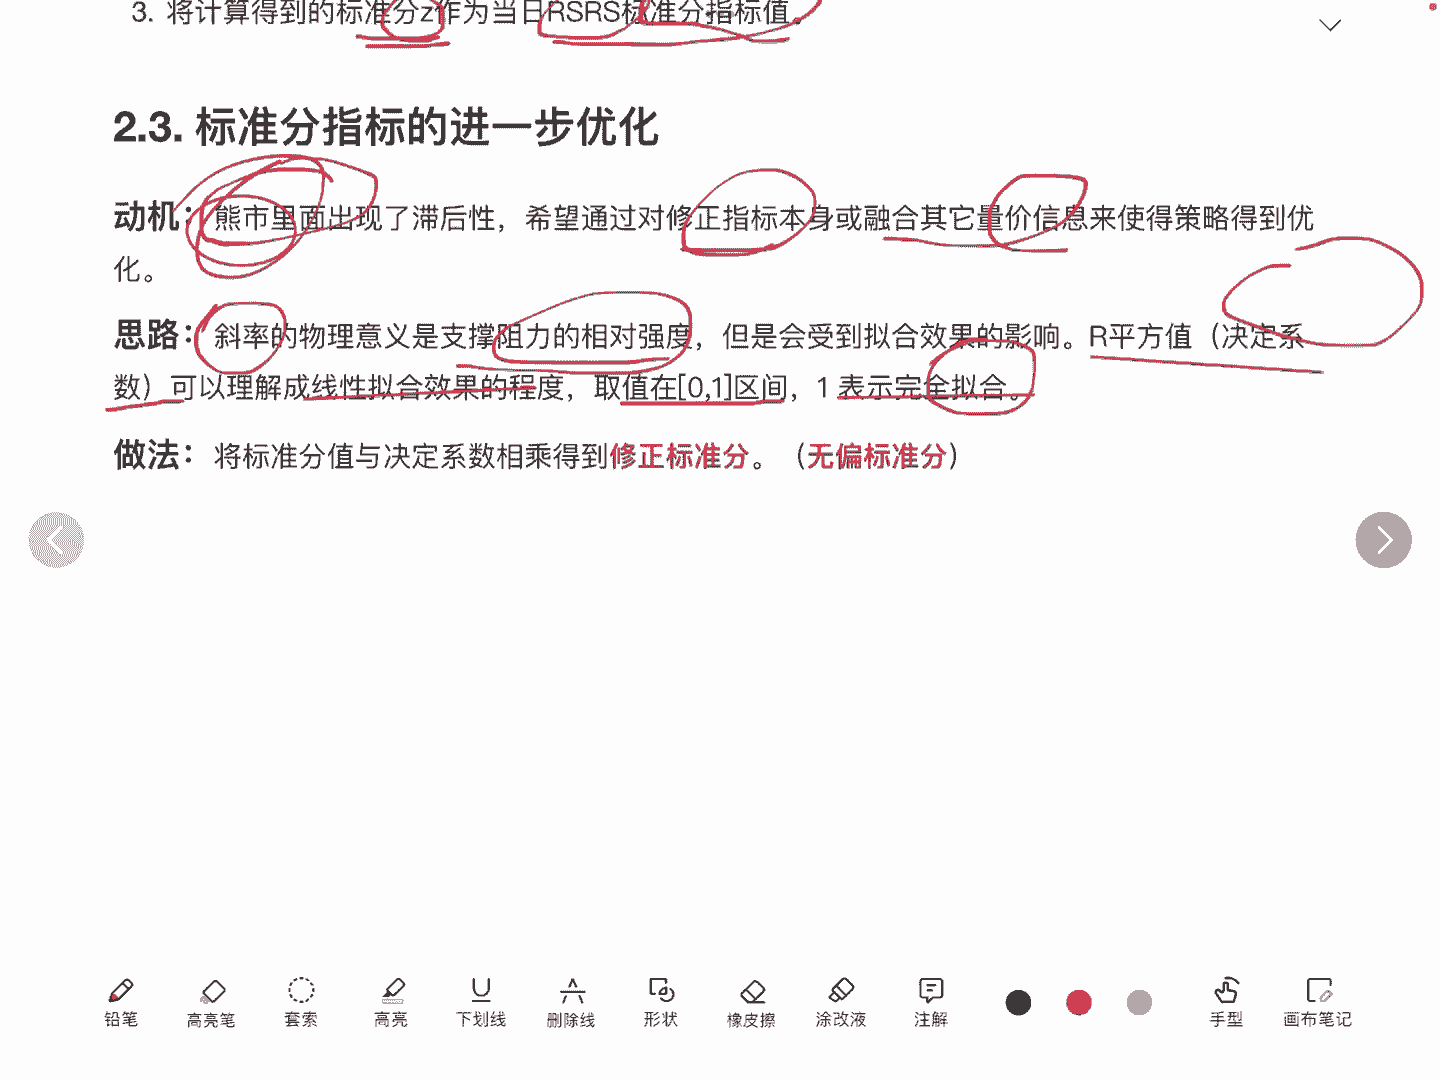 3. 将计算得到的标准分z作为当日RSRS标准分指标值。
2.3. 标准分指标的进一步优化
动机：熊市里面出现了滞后性，希望通过对修正指标本身或融合其它量价信息来使得策略得到优
化。
思路：斜率的物理意义是支撑阻力的相对强度，但是会受到拟合效果的影响。R平方值（决定系
数）可以理解成线性拟合效果的程度，取值在[0,1]区间，1 表示完全拟合。
做法：将标准分值与决定系数相乘得到修正标准分。（无偏标准分）
铅笔 高亮笔 套索 高亮 下划线 删除线 形状 橡皮擦 涂改液 注解 手型 画布笔记